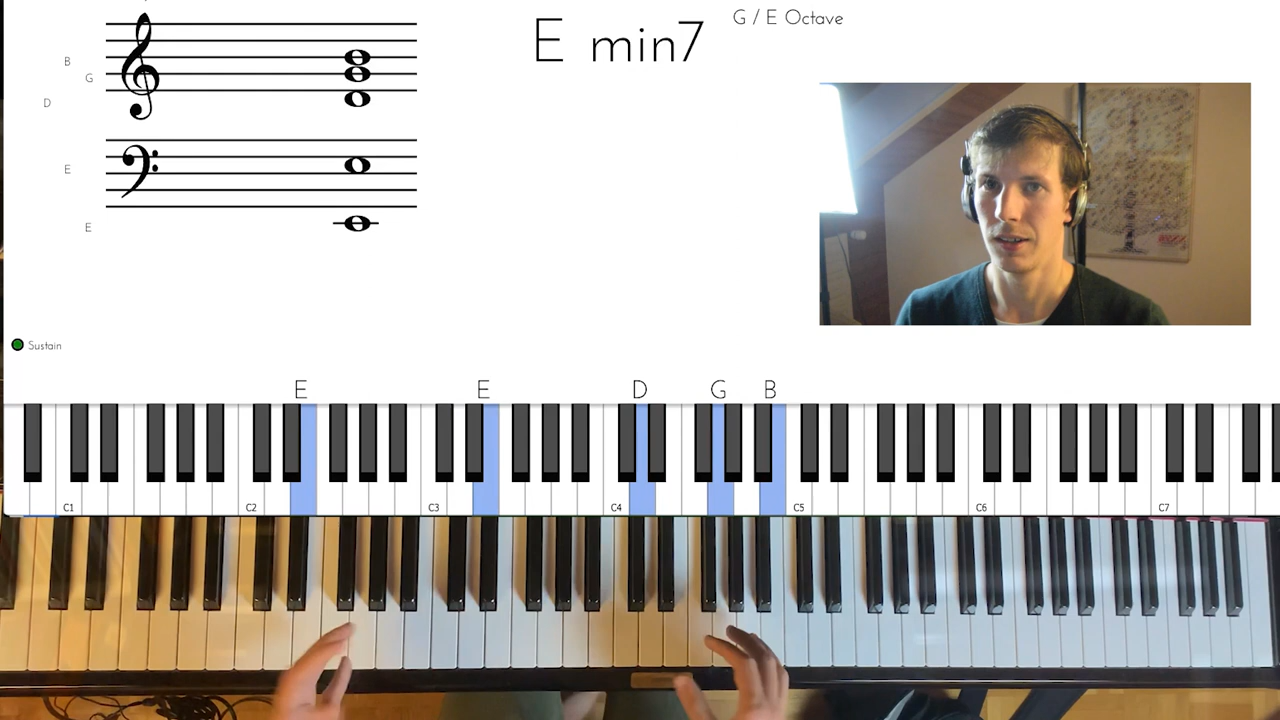 E min7
G / E Octave
B
G
D
E
E
Sustain
E E D G B
C1 C2 C3 C4 C5 C6 C7